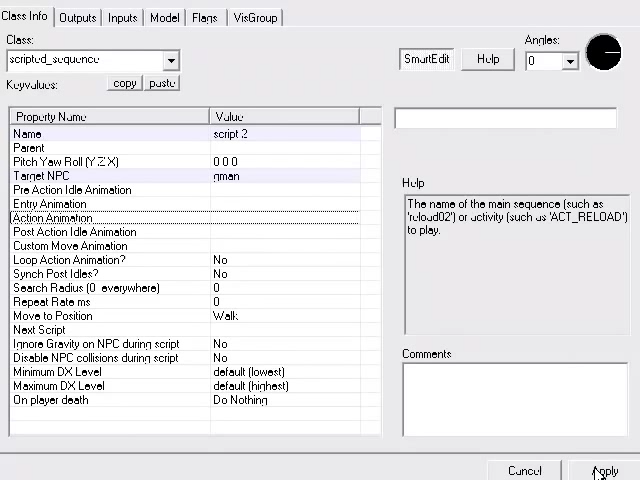 Class Info Outputs Inputs Model Flags VisGroup
Class:
scripted_sequence
Keyvalues: copy paste
SmartEdit Help
Angles:
0
Property Name Value
Name script 2
Parent
Pitch Yaw Roll (Y Z X) 0 0 0
Target NPC gman
Pre Action Idle Animation
Entry Animation
Action Animation
Post Action Idle Animation
Custom Move Animation
Loop Action Animation? No
Synch Post Idles? No
Search Radius (0 everywhere) 0
Repeat Rate ms 0
Move to Position Walk
Next Script
Ignore Gravity on NPC during script No
Disable NPC collisions during script No
Minimum DX Level default (lowest)
Maximum DX Level default (highest)
On player death Do Nothing
Help
The name of the main sequence (such as
'reload02') or activity (such as 'ACT_RELOAD')
to play.
Comments
Cancel Apply